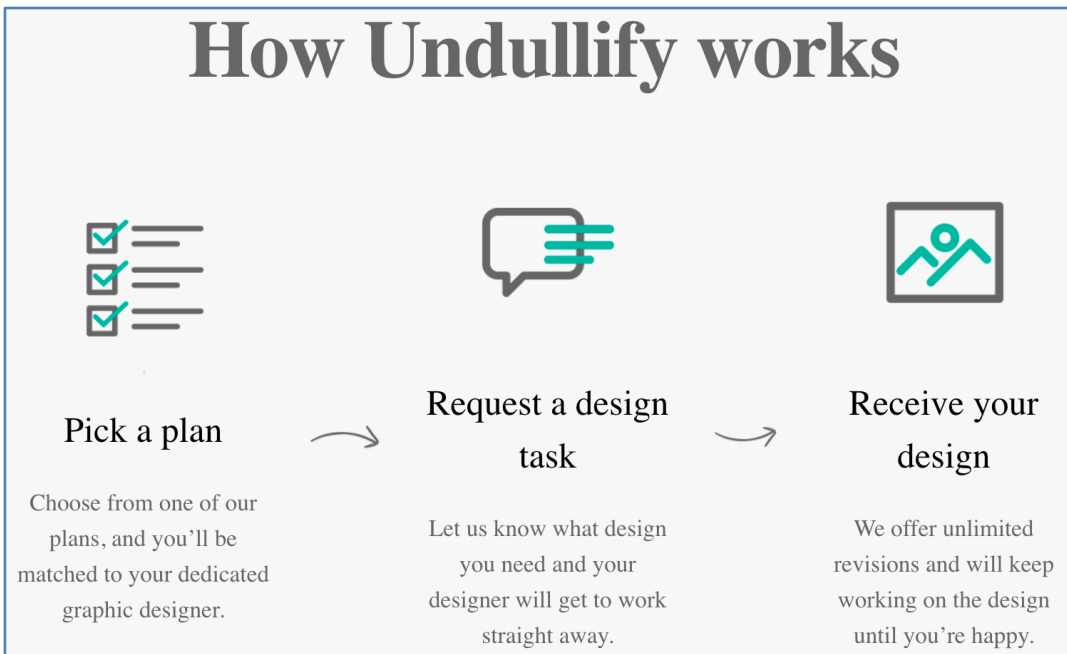 How Undullify works
Pick a plan
Choose from one of our
plans, and you’ll be
matched to your dedicated
graphic designer.
Request a design
task
Let us know what design
you need and your
designer will get to work
straight away.
Receive your
design
We offer unlimited
revisions and will keep
working on the design
until you’re happy.